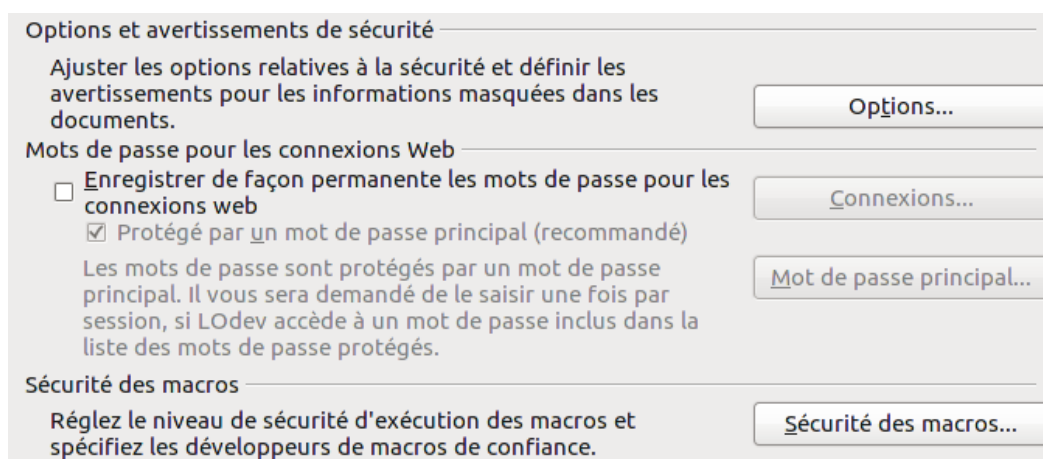 Options et avertissements de sécurité
Ajuster les options relatives à la sécurité et définir les
avertissements pour les informations masquées dans les
documents.
Options...
Mots de passe pour les connexions Web
Enregistrer de façon permanente les mots de passe pour les
connexions web
Connexions...
Protégé par un mot de passe principal (recommandé)
Les mots de passe sont protégés par un mot de passe
principal. Il vous sera demandé de le saisir une fois par
session, si LOdev accède à un mot de passe inclus dans la
liste des mots de passe protégés.
Mot de passe principal...
Sécurité des macros
Réglez le niveau de sécurité d'exécution des macros et
spécifiez les développeurs de macros de confiance.
Sécurité des macros...